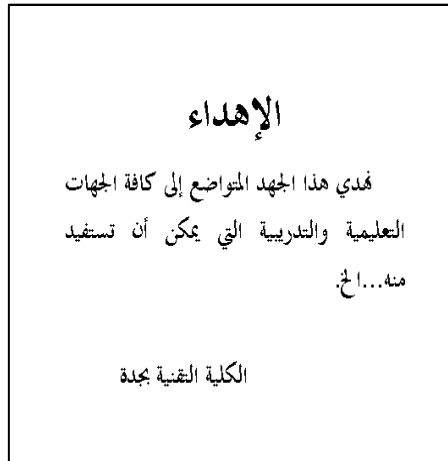 الإهداء
نهدي هذا الجهد المتواضع إلى كافة الجهات
التعليمية والتدريبية التي يمكن أن تستفيد
منه...الخ.
الكلية التقنية بجدة